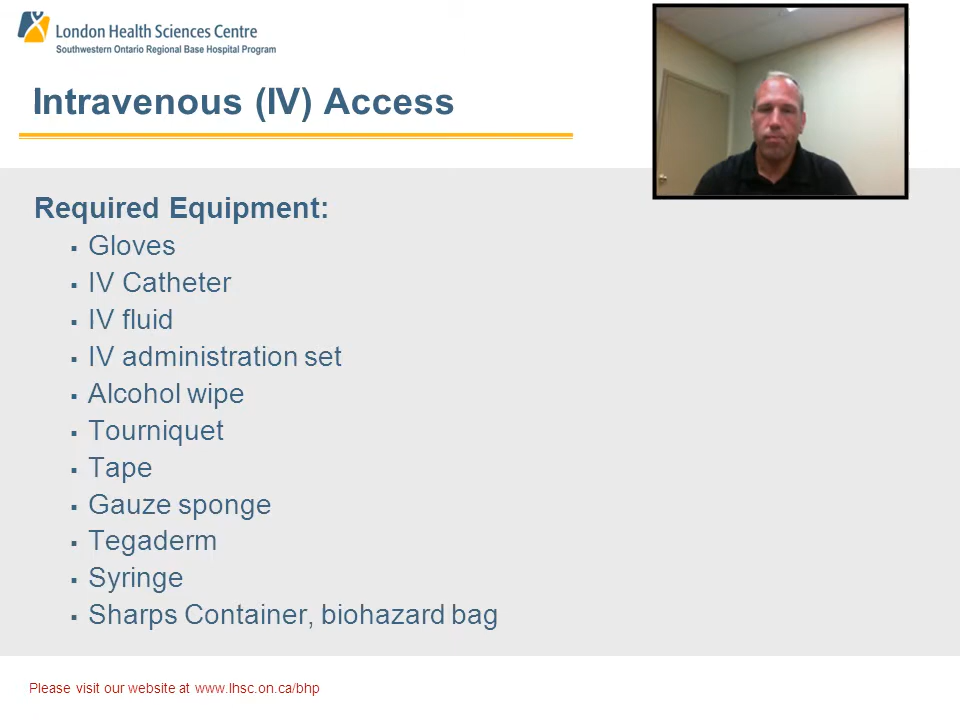 London Health Sciences Centre
Southwestern Ontario Regional Base Hospital Program
Intravenous (IV) Access
Required Equipment:
▪ Gloves
▪ IV Catheter
▪ IV fluid
▪ IV administration set
▪ Alcohol wipe
▪ Tourniquet
▪ Tape
▪ Gauze sponge
▪ Tegaderm
▪ Syringe
▪ Sharps Container, biohazard bag
Please visit our website at www.lhsc.on.ca/bhp